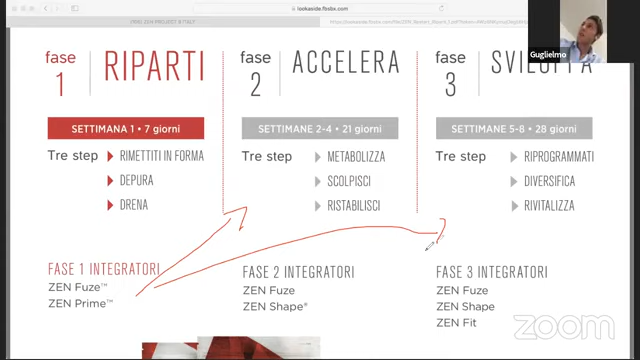 ZEN PROJECT 8 ITALY
lookaside.fbsbx.com
Guglielmo
fase
1
RIPARTI
fase
2
ACCELERA
fase
3
SVILUPPA
SETTIMANA 1 • 7 giorni
SETTIMANE 2-4 • 21 giorni
SETTIMANE 5-8 • 28 giorni
Tre step
RIMETTITI IN FORMA
DEPURA
DRENA
Tre step
METABOLIZZA
SCOLPISCI
RISTABILISCI
Tre step
RIPROGRAMMATI
DIVERSIFICA
RIVITALIZZA
FASE 1 INTEGRATORI
ZEN Fuze™
ZEN Prime™
FASE 2 INTEGRATORI
ZEN Fuze
ZEN Shape®
FASE 3 INTEGRATORI
ZEN Fuze
ZEN Shape
ZEN Fit
zoom